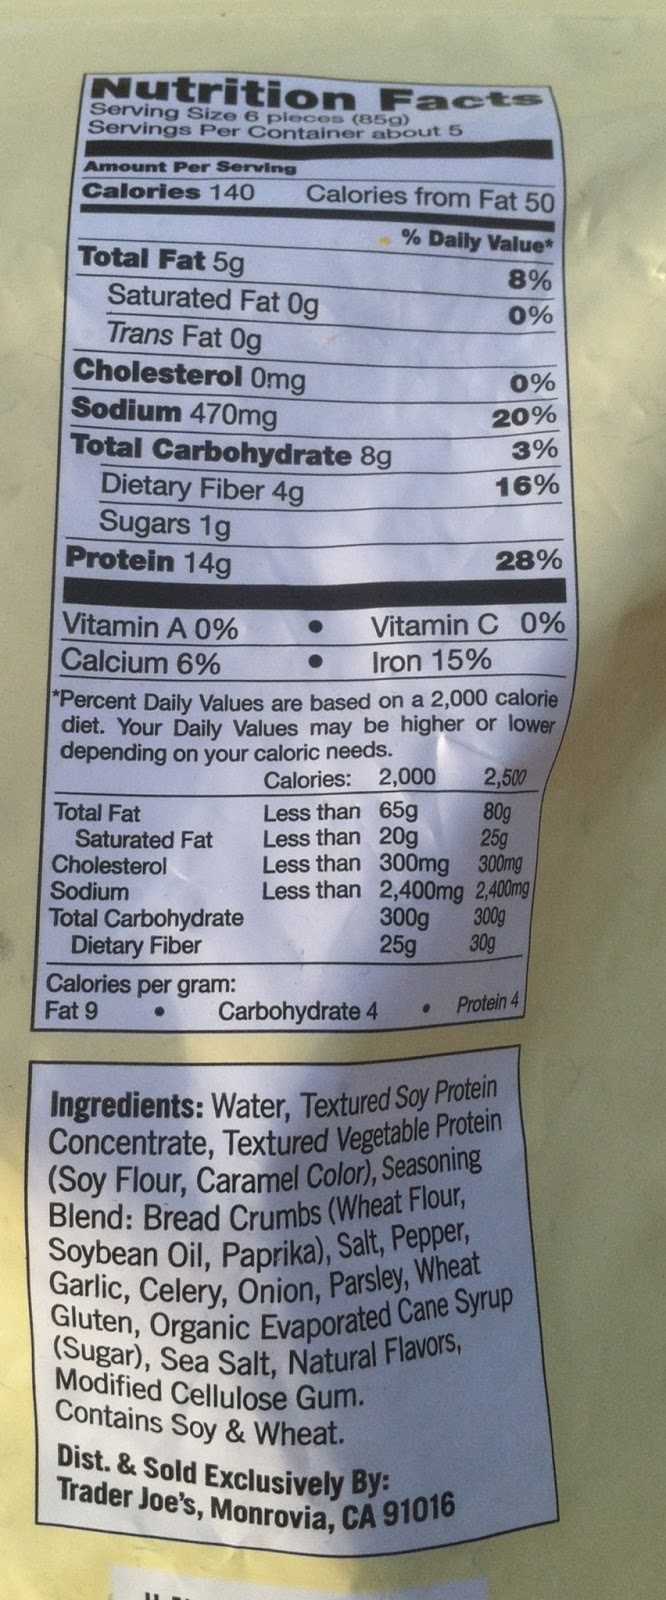 Nutrition Facts
Serving Size 6 pieces (85g)
Servings Per Container about 5
Amount Per Serving
Calories 140 Calories from Fat 50
% Daily Value*
Total Fat 5g 8%
Saturated Fat 0g 0%
Trans Fat 0g
Cholesterol 0mg 0%
Sodium 470mg 20%
Total Carbohydrate 8g 3%
Dietary Fiber 4g 16%
Sugars 1g
Protein 14g 28%
Vitamin A 0% • Vitamin C 0%
Calcium 6% • Iron 15%
*Percent Daily Values are based on a 2,000 calorie
diet. Your Daily Values may be higher or lower
depending on your caloric needs.
Calories: 2,000 2,500
Total Fat Less than 65g 80g
Saturated Fat Less than 20g 25g
Cholesterol Less than 300mg 300mg
Sodium Less than 2,400mg 2,400mg
Total Carbohydrate 300g 300g
Dietary Fiber 25g 30g
Calories per gram:
Fat 9 • Carbohydrate 4 • Protein 4
Ingredients: Water, Textured Soy Protein
Concentrate, Textured Vegetable Protein
(Soy Flour, Caramel Color), Seasoning
Blend: Bread Crumbs (Wheat Flour,
Soybean Oil, Paprika), Salt, Pepper,
Garlic, Celery, Onion, Parsley, Wheat
Gluten, Organic Evaporated Cane Syrup
(Sugar), Sea Salt, Natural Flavors,
Modified Cellulose Gum.
Contains Soy & Wheat.
Dist. & Sold Exclusively By:
Trader Joe's, Monrovia, CA 91016